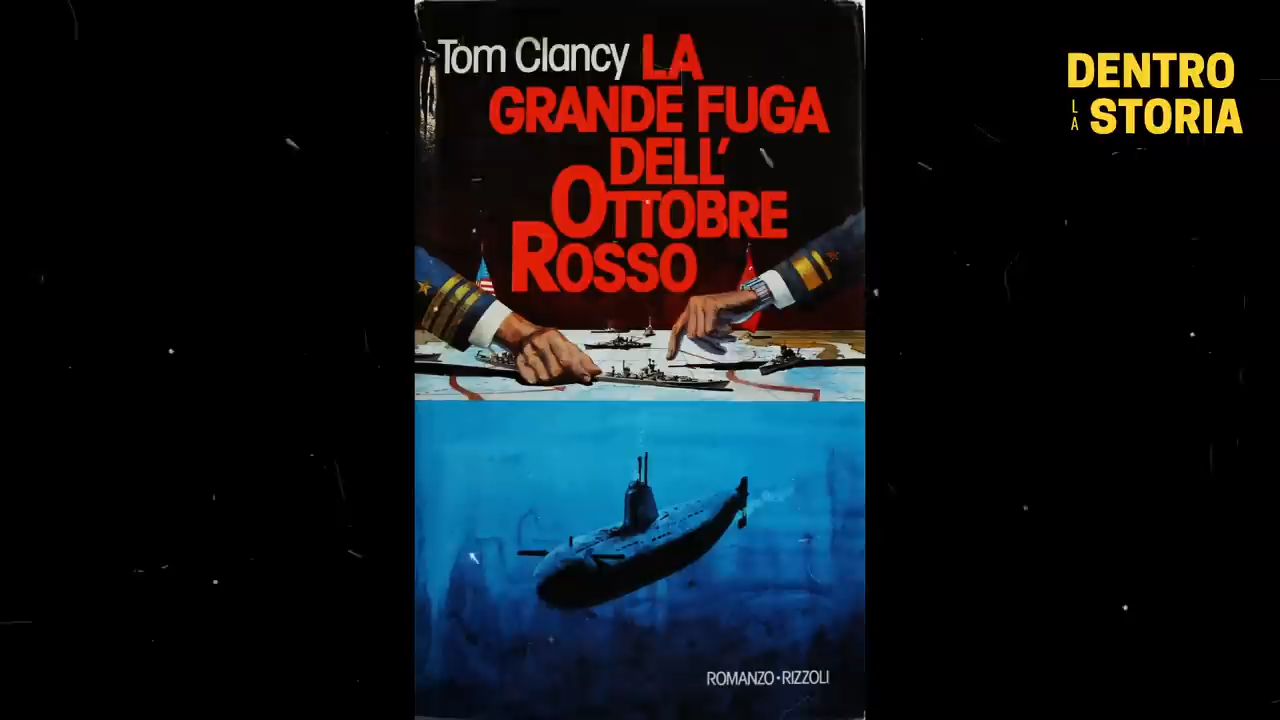 Tom Clancy LA
GRANDE FUGA
DELL'
OTTOBRE
ROSSO
ROMANZO•RIZZOLI
DENTRO
LA STORIA